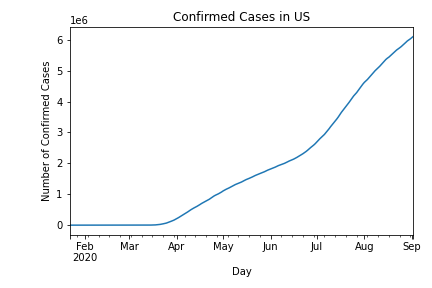 Confirmed Cases in US
1e6
Number of Confirmed Cases
6
5
4
3
2
1
0
Feb Mar Apr May Jun Jul Aug Sep
2020
Day